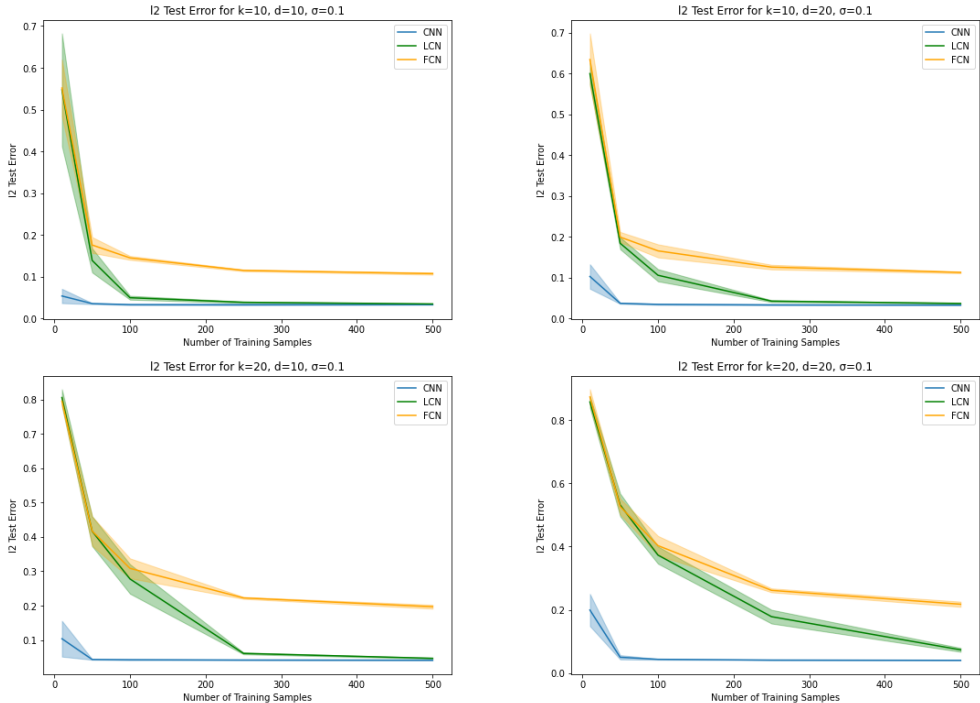 l2 Test Error for k=10, d=10, σ=0.1
CNN
LCN
FCN
0.7
0.6
0.5
0.4
0.3
0.2
0.1
0.0
l2 Test Error
0
100
200
300
400
500
Number of Training Samples
l2 Test Error for k=10, d=20, σ=0.1
CNN
LCN
FCN
0.7
0.6
0.5
0.4
0.3
0.2
0.1
0.0
l2 Test Error
0
100
200
300
400
500
Number of Training Samples
l2 Test Error for k=20, d=10, σ=0.1
CNN
LCN
FCN
0.8
0.7
0.6
0.5
0.4
0.3
0.2
0.1
l2 Test Error
0
100
200
300
400
500
Number of Training Samples
l2 Test Error for k=20, d=20, σ=0.1
CNN
LCN
FCN
0.8
0.6
0.4
0.2
0.0
l2 Test Error
0
100
200
300
400
500
Number of Training Samples